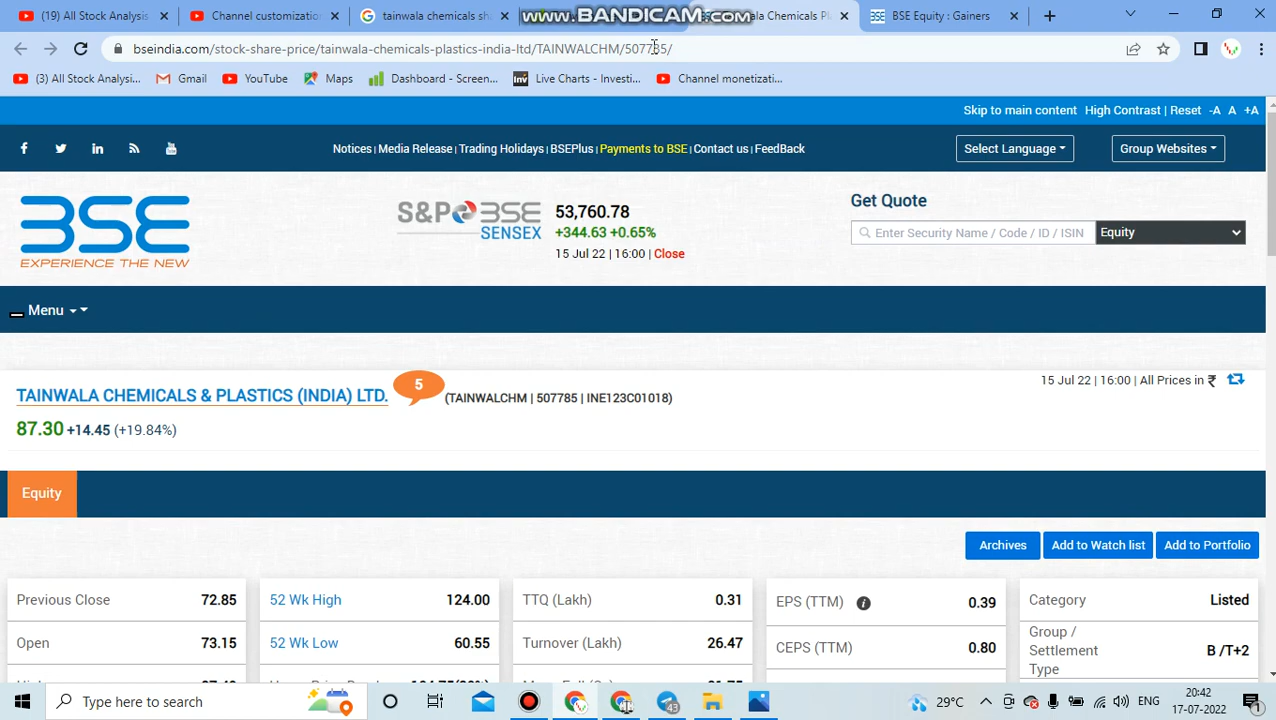 (19) All Stock Analysis.
Channel customization
tainwala chemicals sh
www.BANDICAM.com
wala Chemicals Pl
BSE Equity : Gainers
bseindia.com/stock-share-price/tainwala-chemicals-plastics-india-ltd/TAINWALCHM/507785/
(3) All Stock Analysi...
Gmail
YouTube
Maps
Dashboard - Screen...
Inv
Live Charts - Investi...
Channel monetizati...
Skip to main content High Contrast | Reset -A A +A
Notices | Media Release | Trading Holidays | BSEPlus | Payments to BSE | Contact us | FeedBack
Select Language
Group Websites
BSE
EXPERIENCE THE NEW
S&P BSE
SENSEX
53,760.78
+344.63 +0.65%
15 Jul 22 | 16:00 | Close
Get Quote
Enter Security Name / Code / ID / ISIN
Equity
Menu
15 Jul 22 | 16:00 | All Prices in ₹
TAINWALA CHEMICALS & PLASTICS (INDIA) LTD.
5
(TAINWALCHM | 507785 | INE123C01018)
87.30 +14.45 (+19.84%)
Equity
Archives
Add to Watch list
Add to Portfolio
Previous Close 72.85
52 Wk High 124.00
TTQ (Lakh) 0.31
EPS (TTM) 0.39
Category Listed
Open 73.15
52 Wk Low 60.55
Turnover (Lakh) 26.47
CEPS (TTM) 0.80
Group /
Settlement
Type
B /T+2
Type here to search
43
29°C
ENG
20:42
17-07-2022
1